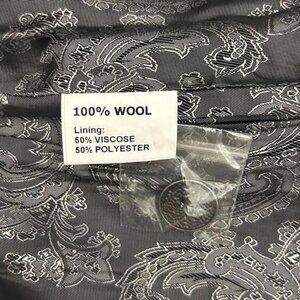 100% WOOL
Lining:
50% VISCOSE
50% POLYESTER